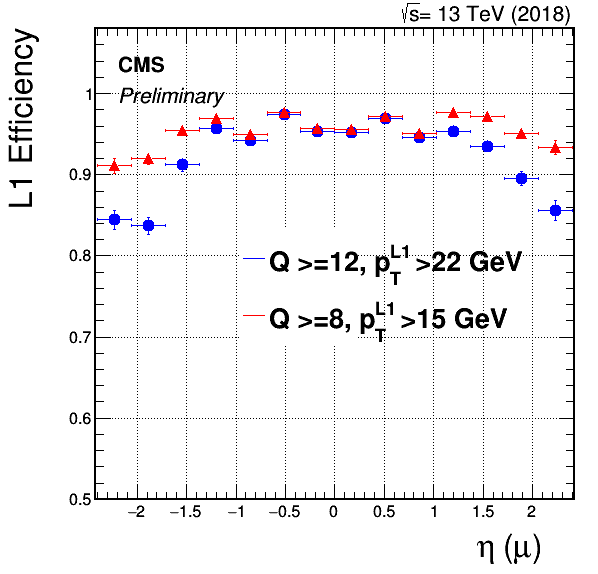 √s= 13 TeV (2018)
L1 Efficiency
CMS
Preliminary
1
0.9
0.8
0.7
0.6
0.5
Q >=12, p_T^L1 >22 GeV
Q >=8, p_T^L1 >15 GeV
−2 −1.5 −1 −0.5 0 0.5 1 1.5 2
η (μ)